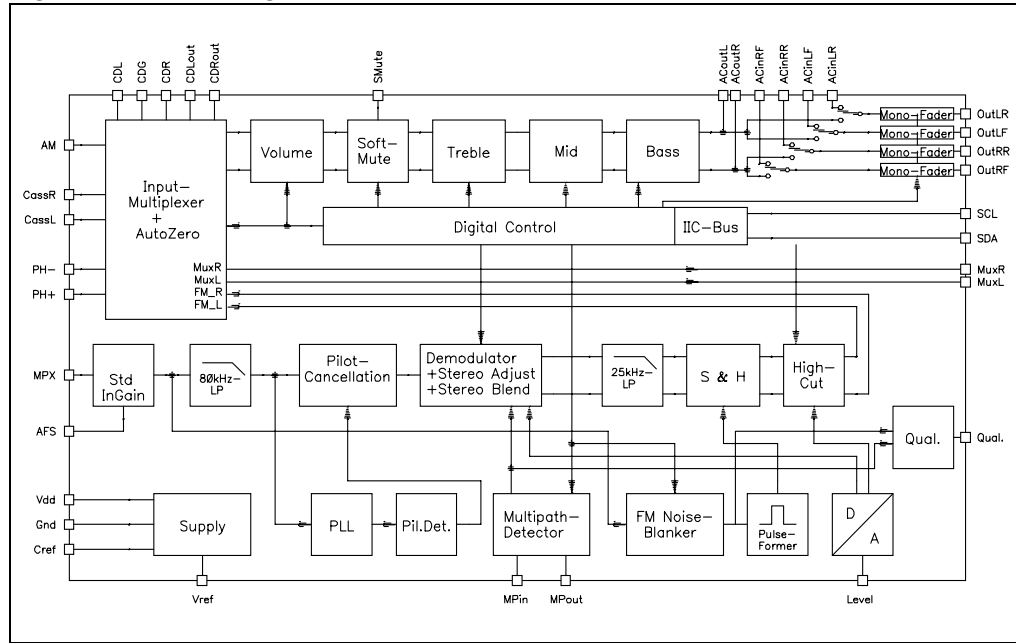 CDL
CDG
CDR
CDLout
CDRout
SMute
ACoutL
ACoutR
ACinRF
ACinRR
ACinLF
ACinLR
AM
CassR
CassL
PH-
PH+
Input-
Multiplexer
+
AutoZero
MuxR
MuxL
FM_R
FM_L
Volume
Soft-
Mute
Treble
Mid
Bass
Mono-Fader
Mono-Fader
Mono-Fader
Mono-Fader
OutLR
OutLF
OutRR
OutRF
Digital Control
IIC-Bus
SCL
SDA
MuxR
MuxL
MPX
AFS
Std
InGain
80kHz-
LP
Pilot-
Cancellation
Demodulator
+Stereo Adjust
+Stereo Blend
25kHz-
LP
S & H
High-
Cut
Qual.
Qual.
Vdd
Gnd
Cref
Supply
PLL
Pil.Det.
Multipath-
Detector
FM Noise-
Blanker
Pulse-
Former
D
A
Vref
MPin
MPout
Level